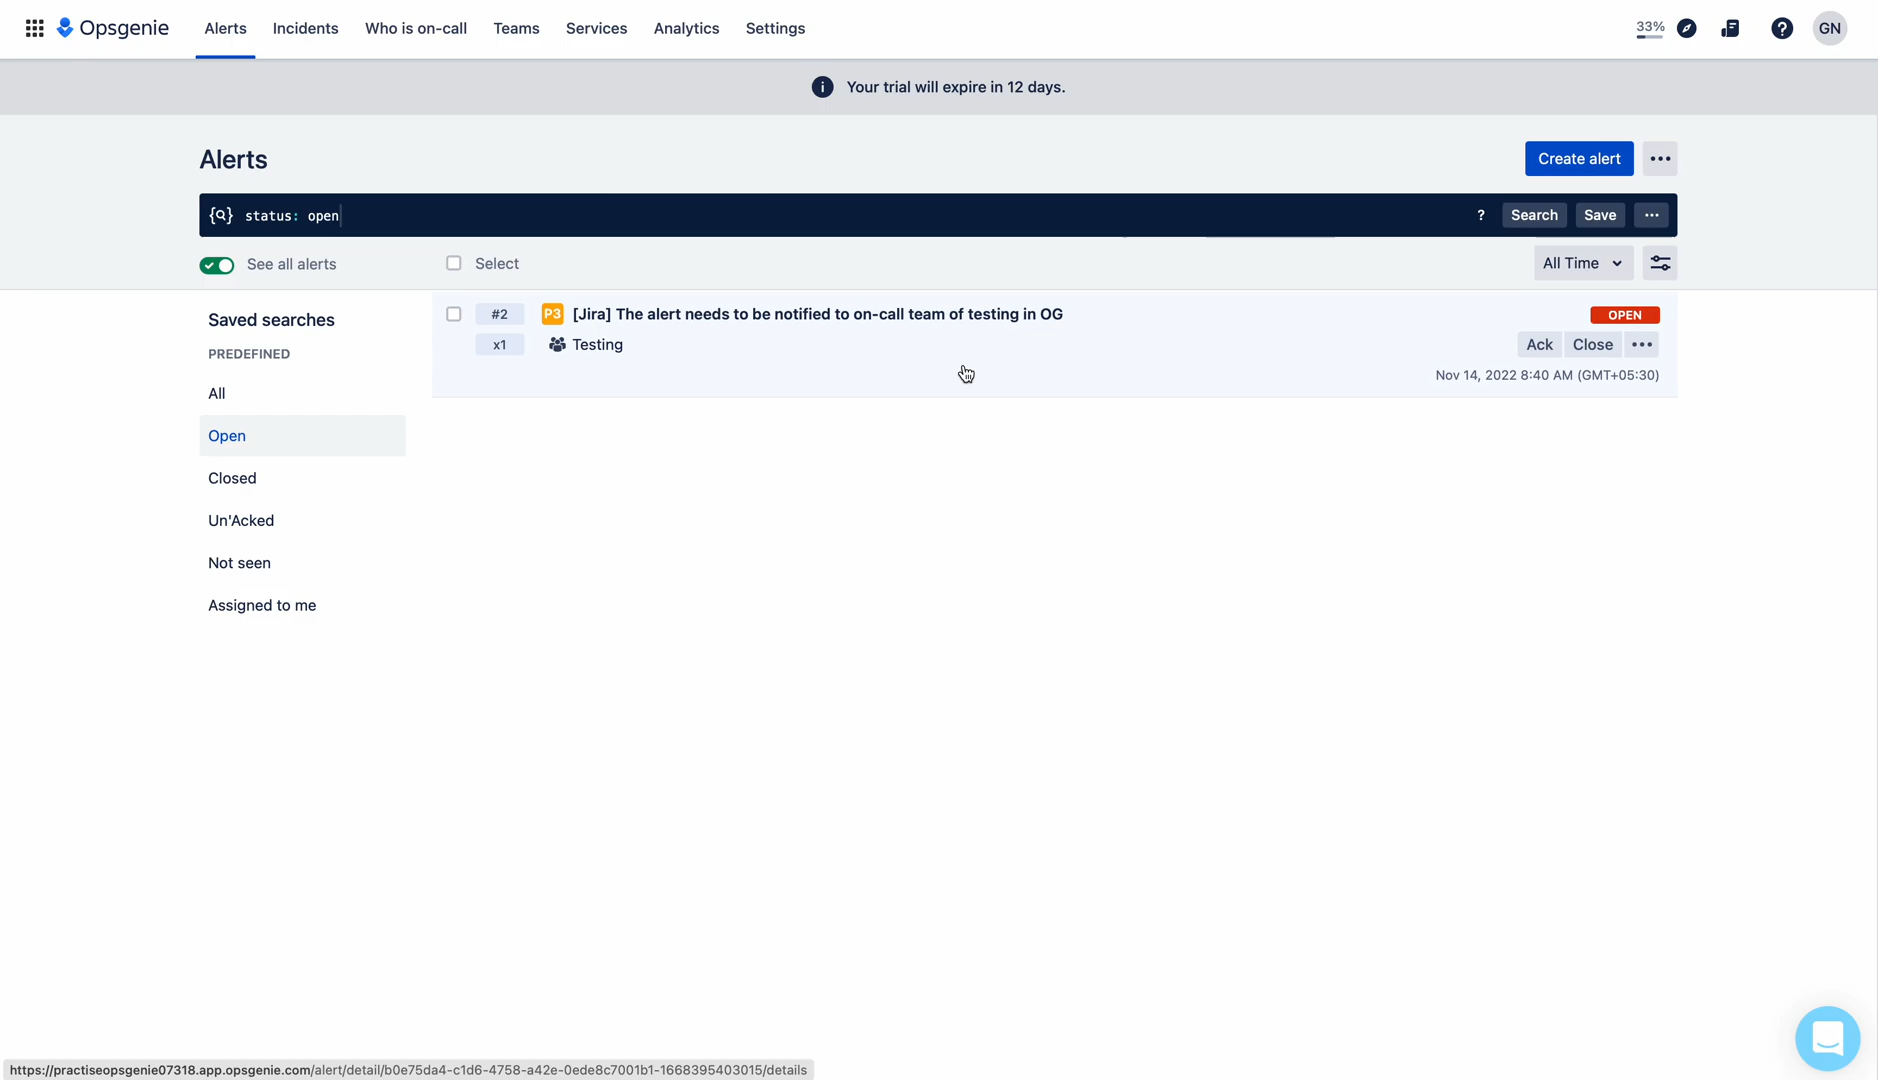 Opsgenie Alerts Incidents Who is on-call Teams Services Analytics Settings 33% ? GN
i Your trial will expire in 12 days.
Alerts
Create alert
status: open ? Search Save
See all alerts Select All Time
Saved searches
PREDEFINED
All
Open
Closed
Un'Acked
Not seen
Assigned to me
#2 P3 [Jira] The alert needs to be notified to on-call team of testing in OG OPEN
x1 Testing Ack Close
Nov 14, 2022 8:40 AM (GMT+05:30)
https://practiseopsgenie07318.app.opsgenie.com/alert/detail/b0e75da4-c1d6-4758-a42e-0ede8c7001b1-1668395403015/details